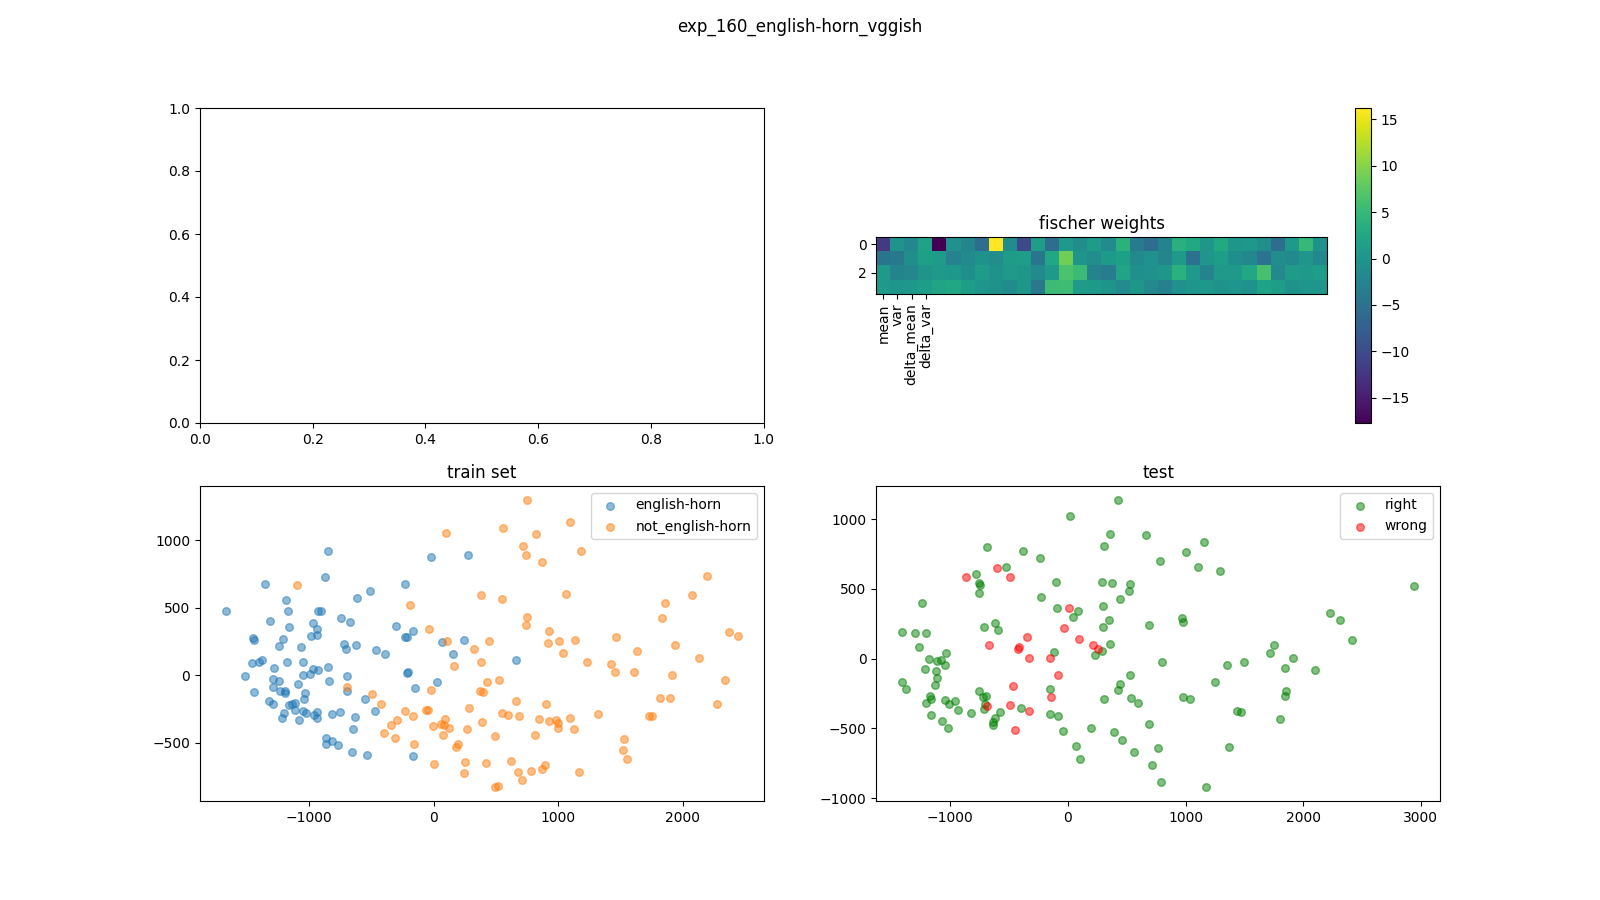 exp_160_english-horn_vggish
1.0
0.8
0.6
0.4
0.2
0.0
0.0 0.2 0.4 0.6 0.8 1.0
fischer weights
0
2
mean
var
delta_mean
delta_var
15
10
5
0
−5
−10
−15
train set
english-horn
not_english-horn
1000
500
0
−500
−1000 0 1000 2000
test
right
wrong
1000
500
0
−500
−1000
−1000 0 1000 2000 3000